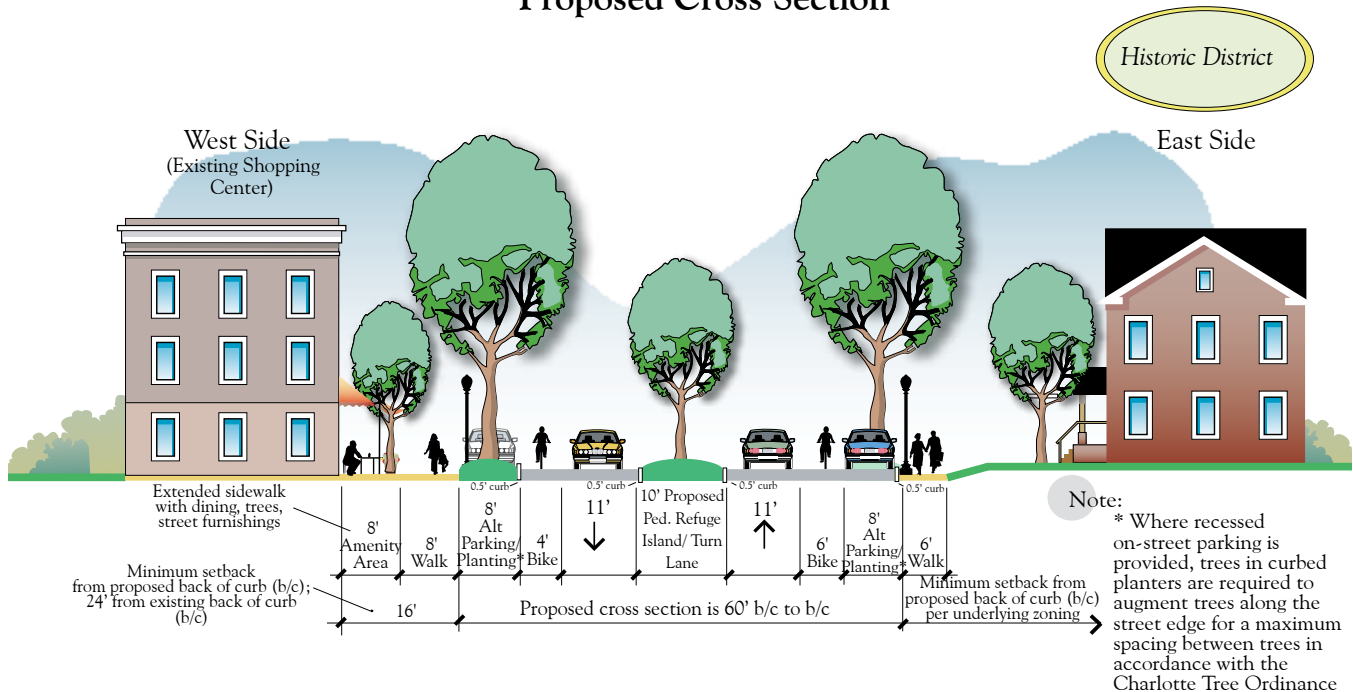 Proposed Cross Section
Historic District
West Side
(Existing Shopping
Center)
East Side
0.5' curb
0.5' curb
0.5' curb
0.5' curb
Extended sidewalk
with dining, trees,
street furnishings
8'
Amenity
Area
8'
Walk
8'
Alt
Parking/
Planting*
4'
Bike
11'
10' Proposed
Ped. Refuge
Island/ Turn
Lane
11'
6'
Bike
8'
Alt
Parking/
Planting*
6'
Walk
Minimum setback
from proposed back of curb (b/c);
24' from existing back of curb
(b/c)
16'
Proposed cross section is 60' b/c to b/c
Minimum setback from
proposed back of curb (b/c)
per underlying zoning
Note:
* Where recessed
on-street parking is
provided, trees in curbed
planters are required to
augment trees along the
street edge for a maximum
spacing between trees in
accordance with the
Charlotte Tree Ordinance